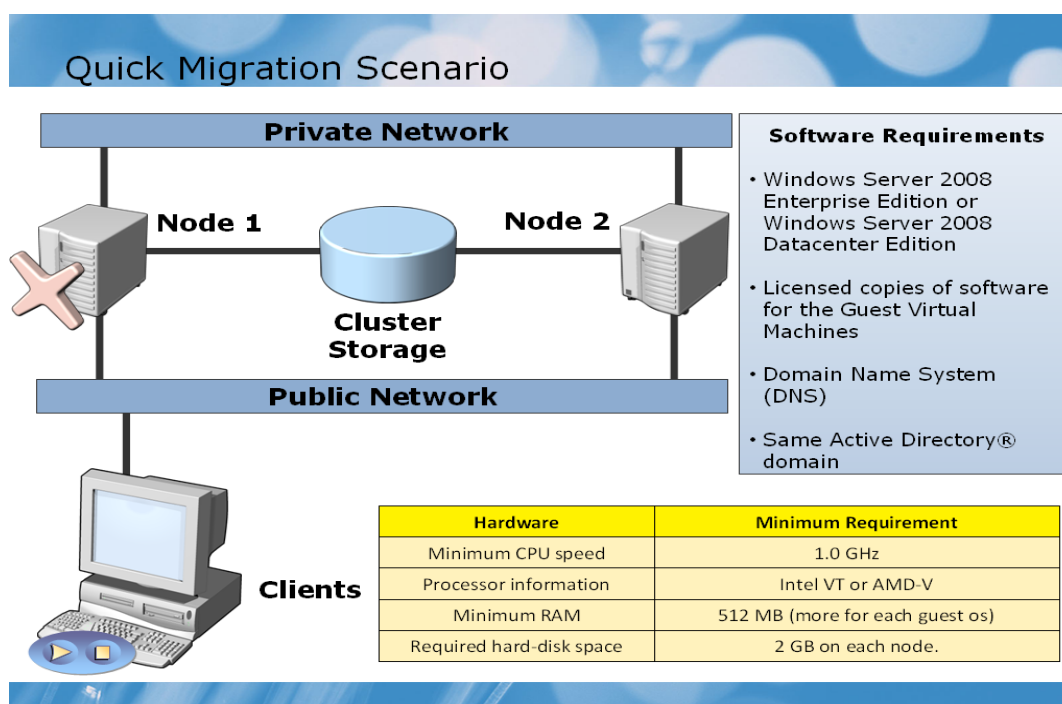 Quick Migration Scenario
Private Network
Node 1
Node 2
Cluster
Storage
Public Network
Clients
Software Requirements
• Windows Server 2008
Enterprise Edition or
Windows Server 2008
Datacenter Edition
• Licensed copies of software
for the Guest Virtual
Machines
• Domain Name System
(DNS)
• Same Active Directory®
domain
Hardware Minimum Requirement
Minimum CPU speed 1.0 GHz
Processor information Intel VT or AMD-V
Minimum RAM 512 MB (more for each guest os)
Required hard-disk space 2 GB on each node.